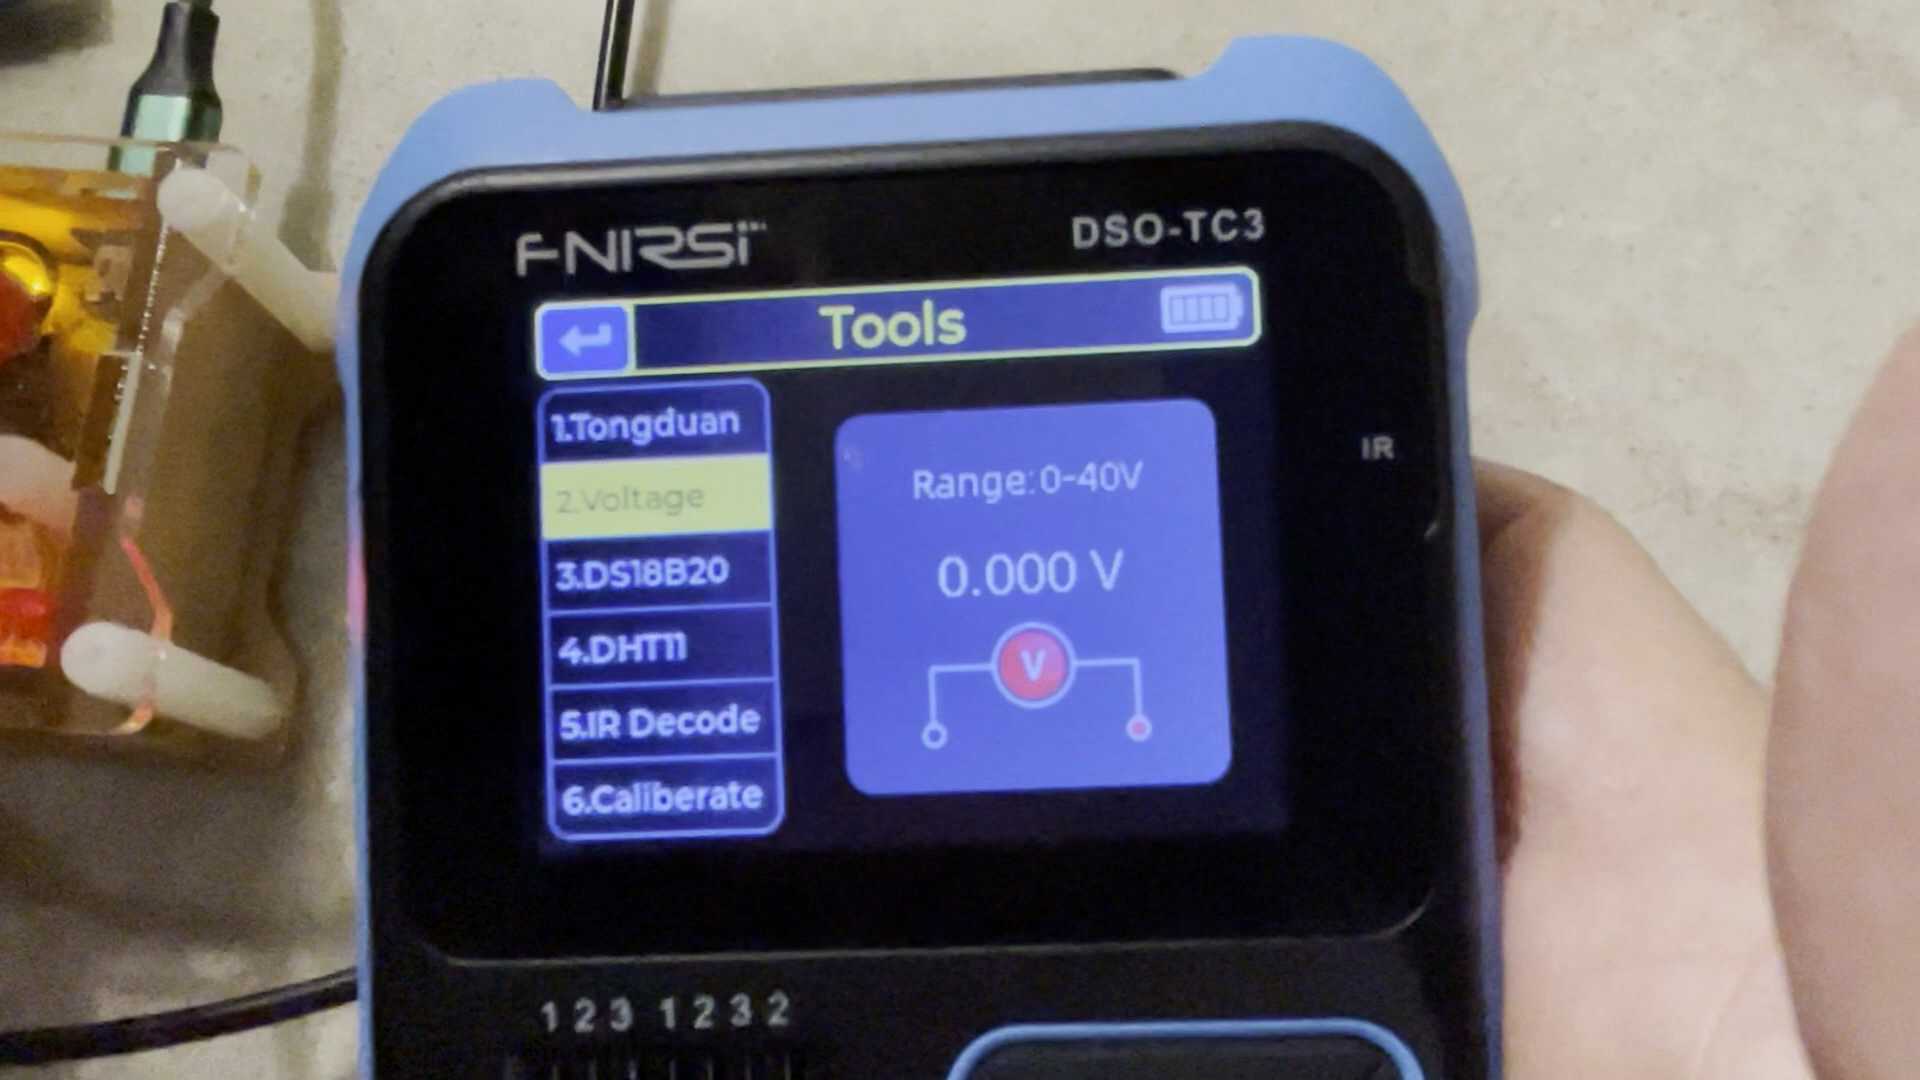 FNIRSI
DSO-TC3
Tools
1.Tongduan
2.Voltage
3.DS18B20
4.DHT11
5.IR Decode
6.Caliberate
Range:0-40V
0.000 V
V
IR
1 2 3 1 2 3 2